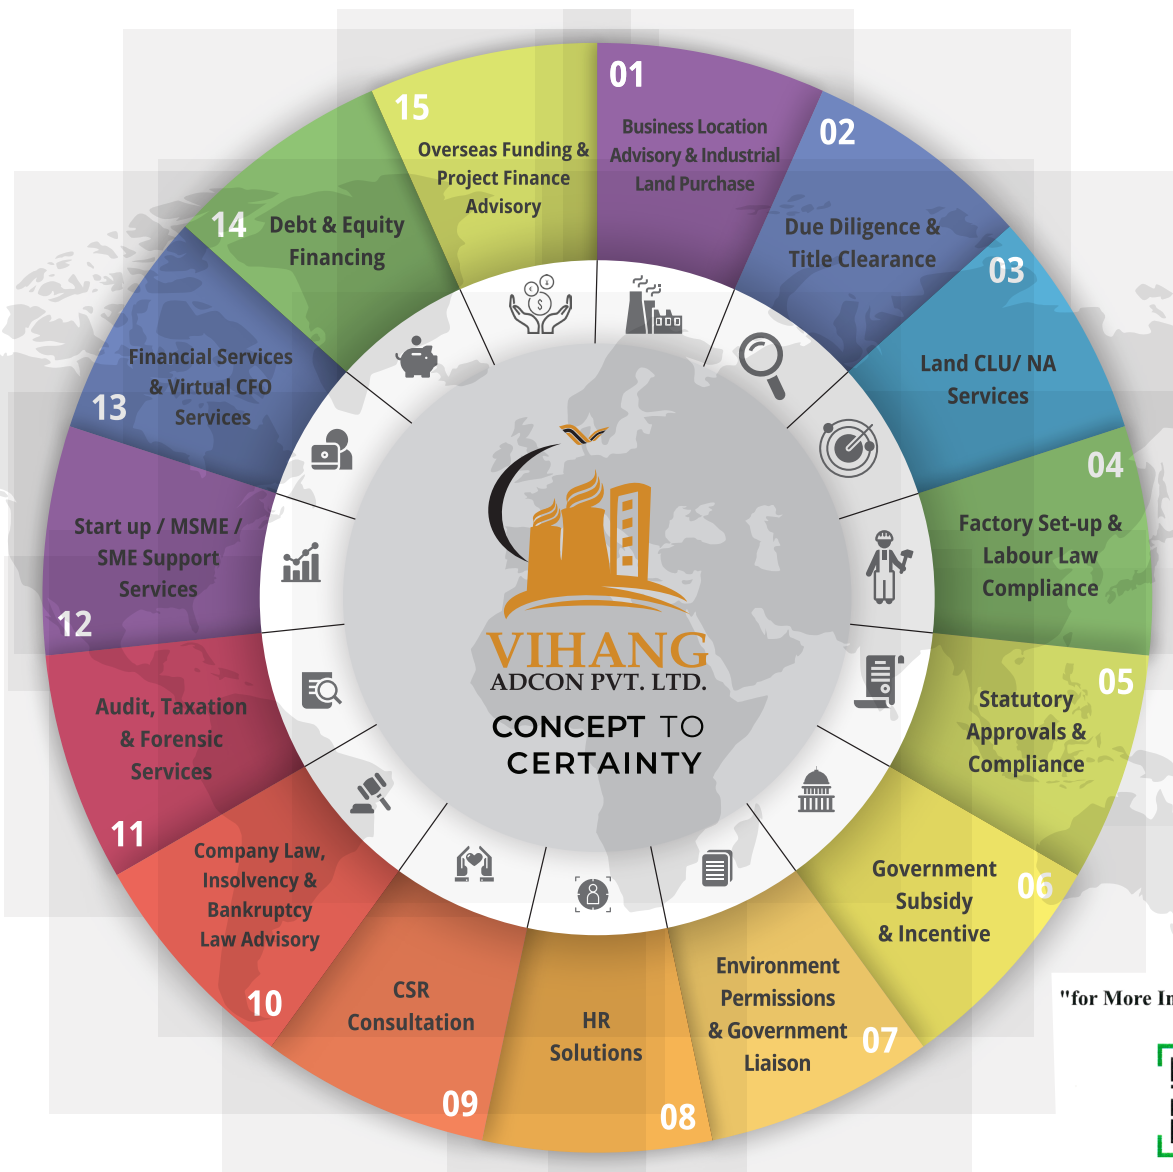 01
Business Location
Advisory & Industrial
Land Purchase
02
Due Diligence &
Title Clearance
03
Land CLU/ NA
Services
04
Factory Set-up &
Labour Law
Compliance
05
Statutory
Approvals &
Compliance
06
Government
Subsidy
& Incentive
07
Environment
Permissions
& Government
Liaison
08
HR
Solutions
09
CSR
Consultation
10
Company Law,
Insolvency &
Bankruptcy
Law Advisory
11
Audit, Taxation
& Forensic
Services
12
Start up / MSME /
SME Support
Services
13
Financial Services
& Virtual CFO
Services
14
Debt & Equity
Financing
15
Overseas Funding &
Project Finance
Advisory
VIHANG
ADCON PVT. LTD.
CONCEPT TO
CERTAINTY
"for More